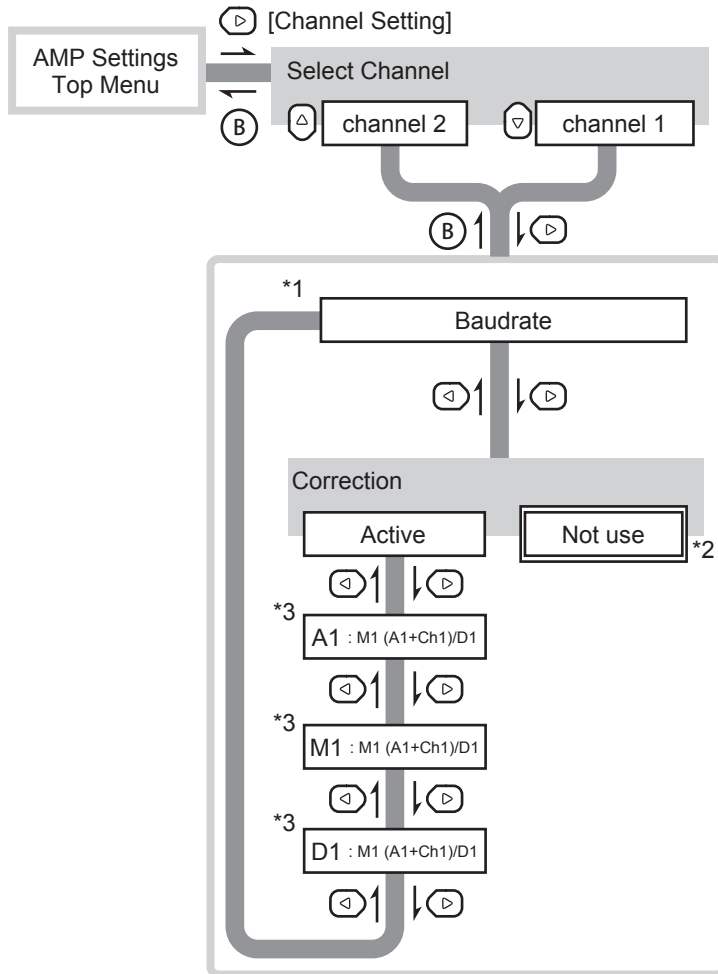 [Channel Setting]
AMP Settings
Top Menu
Select Channel
B
channel 2
channel 1
B
*1
Baudrate
Correction
Active
Not use
*2
*3
A1 : M1 (A1+Ch1)/D1
*3
M1 : M1 (A1+Ch1)/D1
*3
D1 : M1 (A1+Ch1)/D1